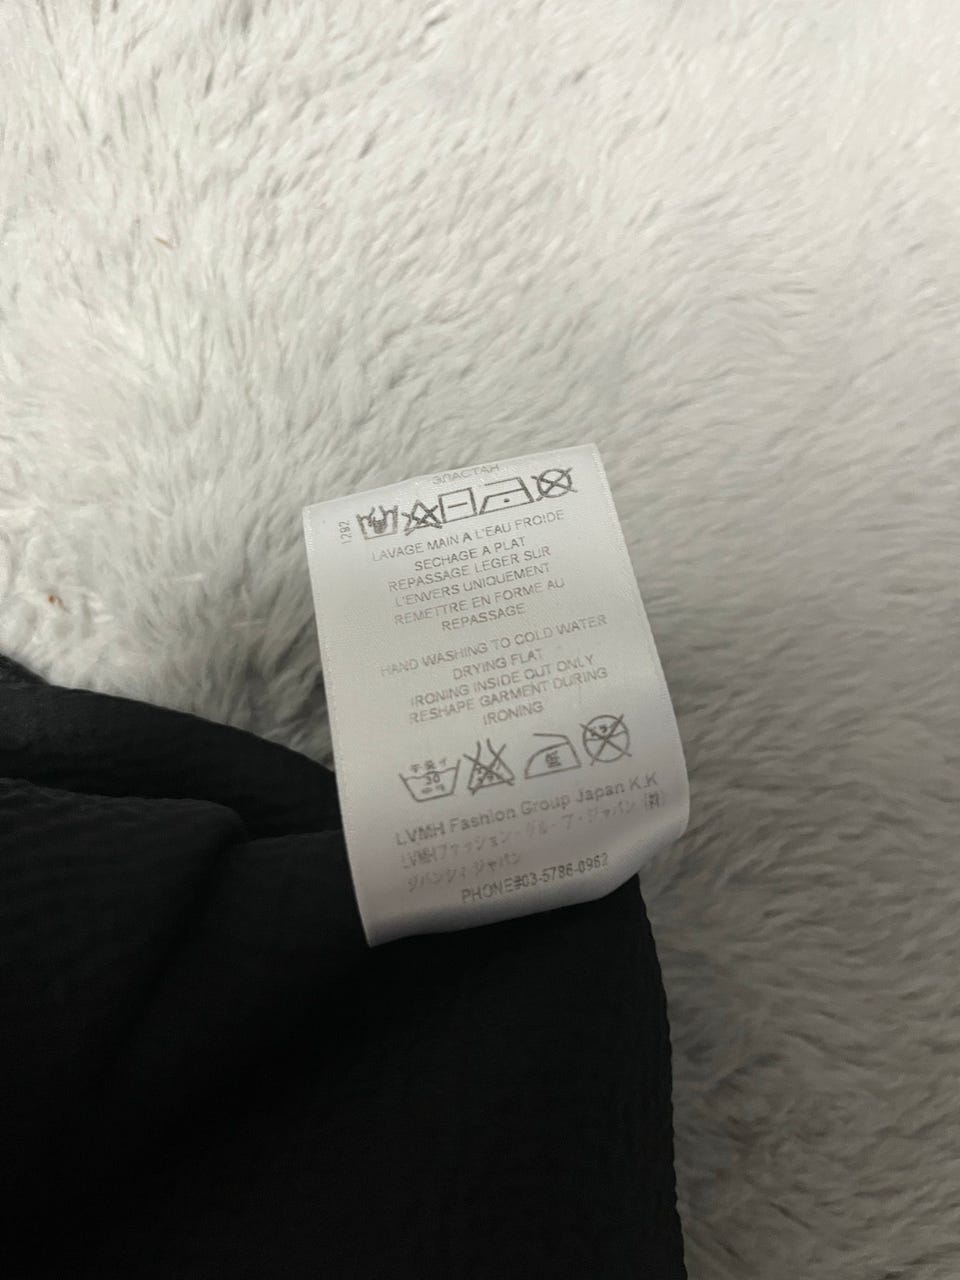 ЭЛАСТАН
1292
LAVAGE MAIN A L'EAU FROIDE
SECHAGE A PLAT
REPASSAGE LEGER SUR
L'ENVERS UNIQUEMENT
REMETTRE EN FORME AU
REPASSAGE
HAND WASHING TO COLD WATER
DRYING FLAT
IRONING INSIDE OUT ONLY
RESHAPE GARMENT DURING
IRONING
30
LVMH Fashion Group Japan K.K
LVMHファッション・グループ・ジャパン(株)
ジバンシィ ジャパン
PHONE#03-5786-0962